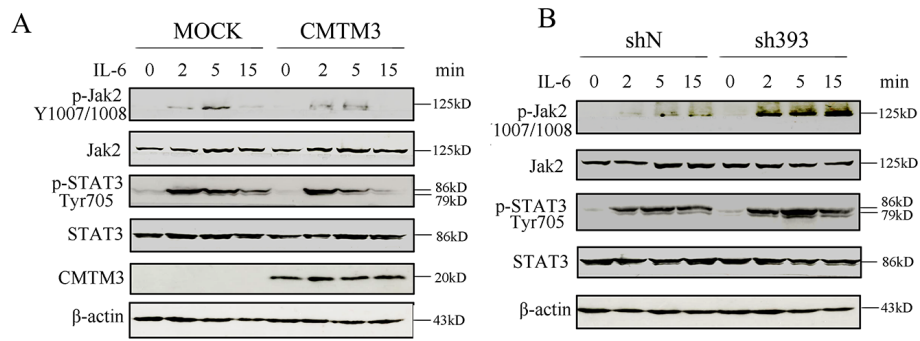 A
MOCK CMTM3
IL-6 0 2 5 15 0 2 5 15 min
p-Jak2
Y1007/1008
125kD
Jak2 125kD
p-STAT3
Tyr705
86kD
79kD
STAT3 86kD
CMTM3 20kD
β-actin 43kD
B
shN sh393
IL-6 0 2 5 15 0 2 5 15 min
p-Jak2
1007/1008
125kD
Jak2 125kD
p-STAT3
Tyr705
86kD
79kD
STAT3 86kD
β-actin 43kD